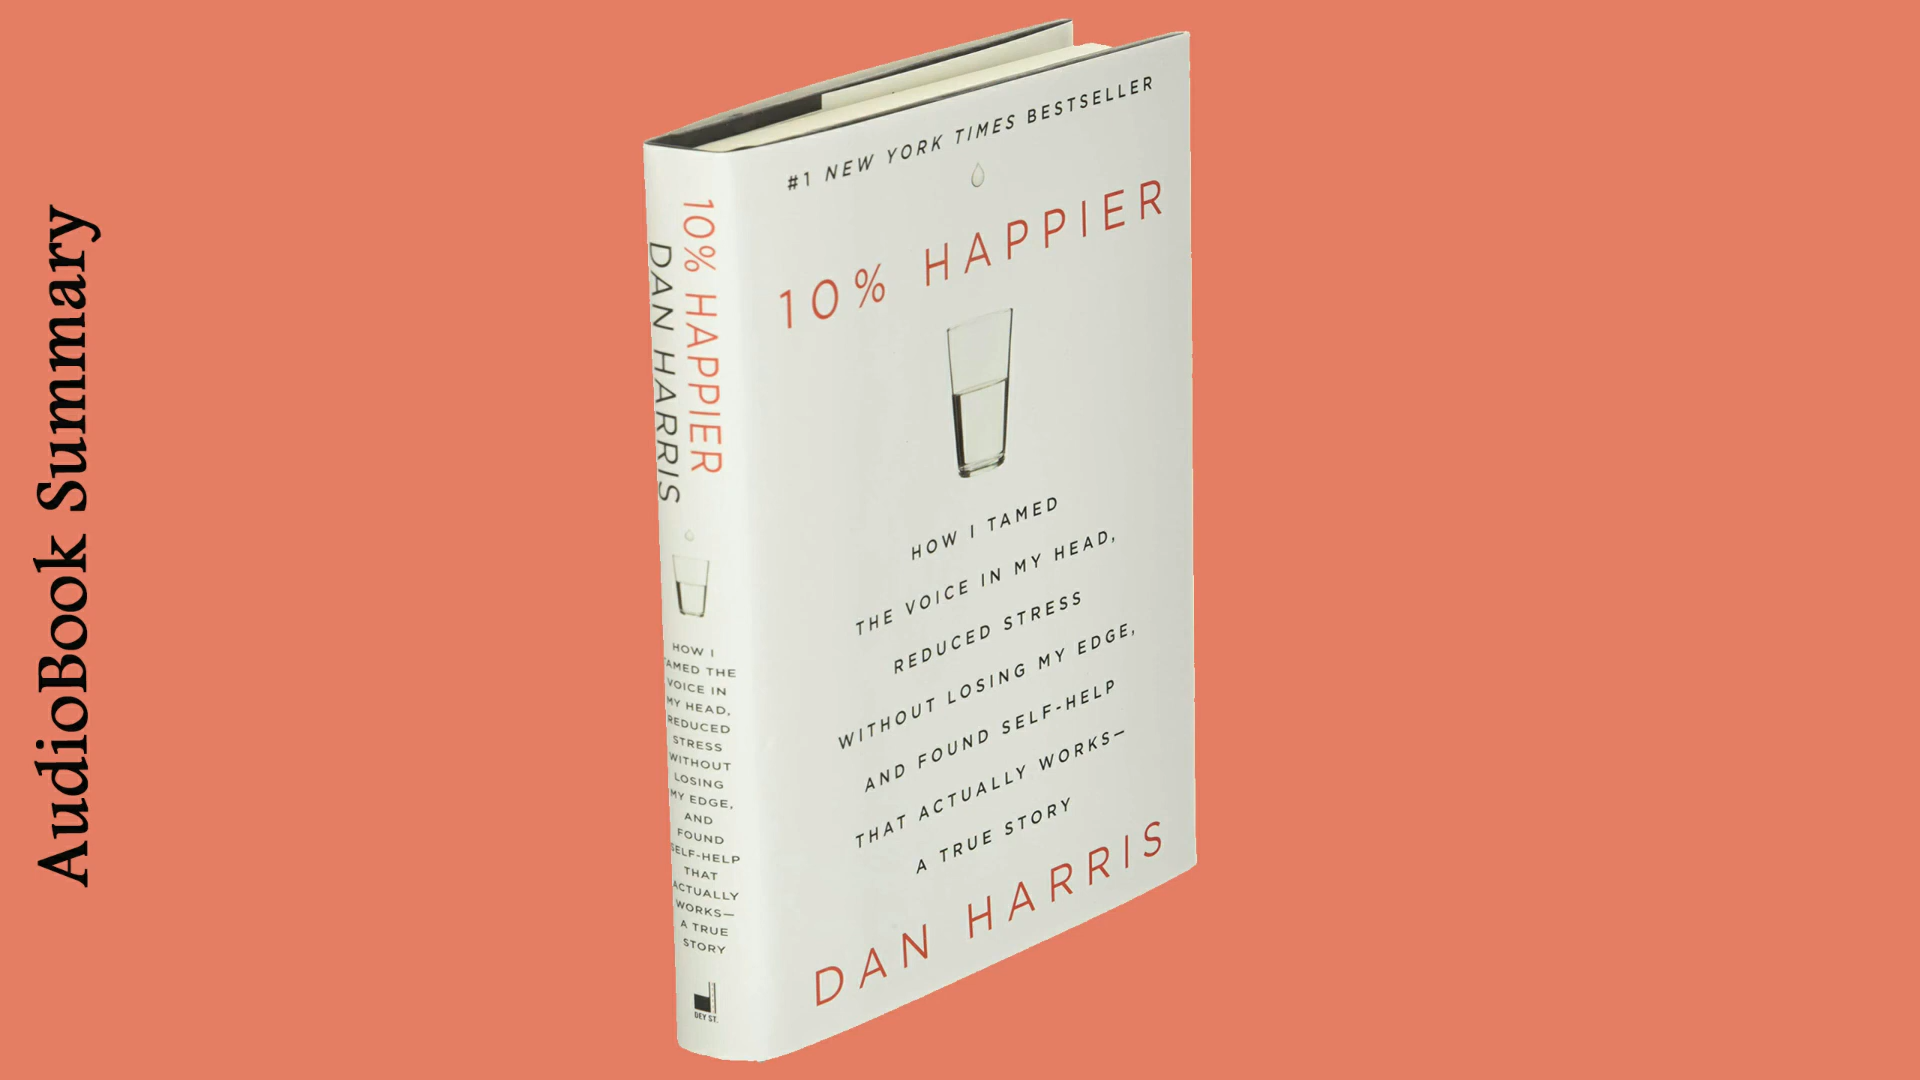 AudioBook Summary
#1 NEW YORK TIMES BESTSELLER
10% HAPPIER
HOW I TAMED
THE VOICE IN MY HEAD,
REDUCED STRESS
WITHOUT LOSING MY EDGE,
AND FOUND SELF-HELP
THAT ACTUALLY WORKS—
A TRUE STORY
DAN HARRIS
10% HAPPIER
DAN HARRIS
HOW I
TAMED THE
VOICE IN
MY HEAD,
REDUCED
STRESS
WITHOUT
LOSING
MY EDGE,
AND
FOUND
SELF-HELP
THAT
ACTUALLY
WORKS—
A TRUE
STORY
DEY ST.